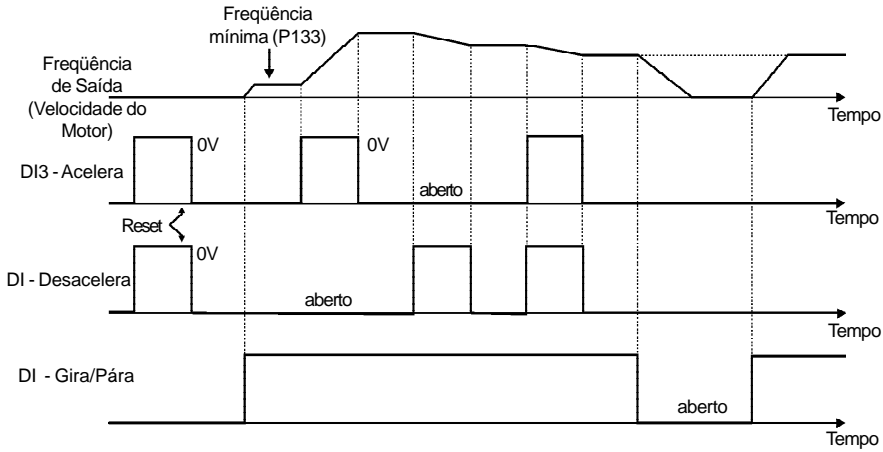 Freqüência
mínima (P133)
Freqüência
de Saída
(Velocidade do
Motor)
Tempo
0V
0V
DI3 - Acelera
aberto
Tempo
Reset
0V
DI - Desacelera
aberto
Tempo
DI - Gira/Pára
aberto
Tempo